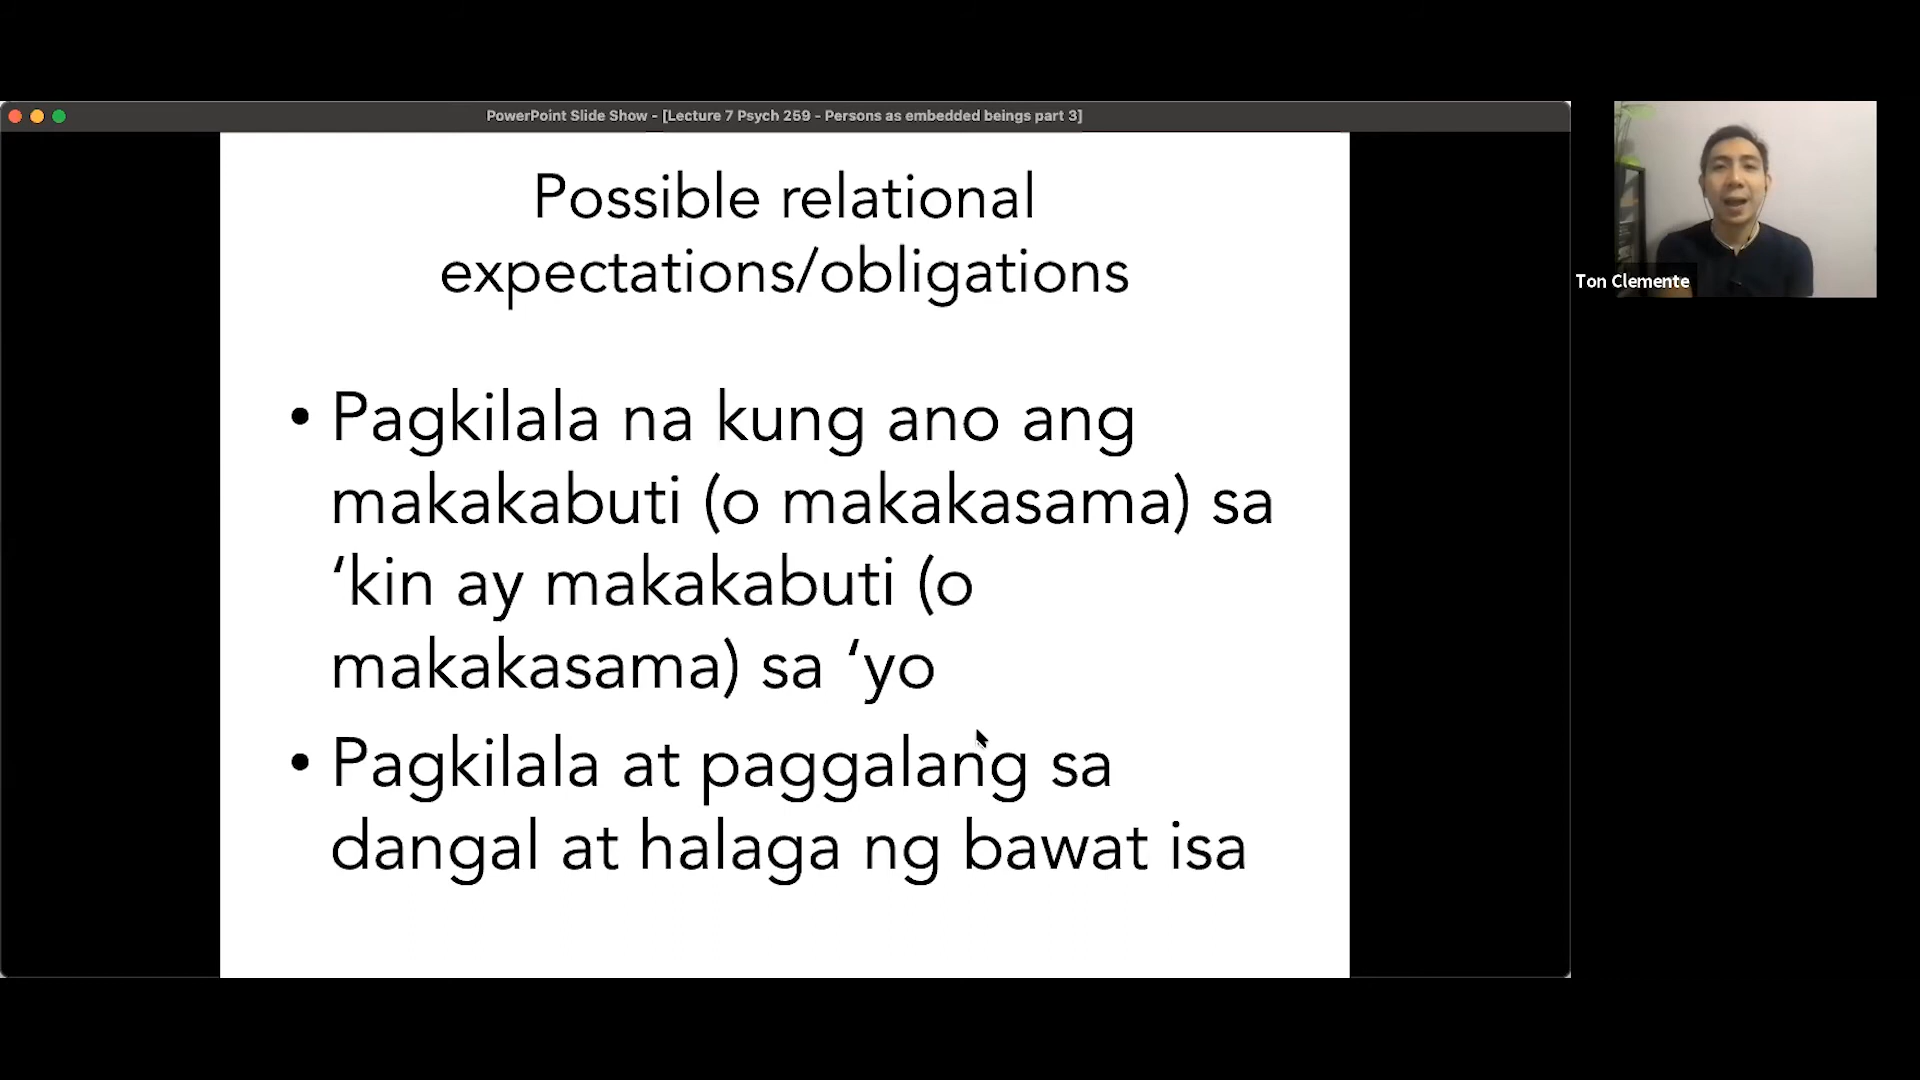 PowerPoint Slide Show - [Lecture 7 Psych 259 - Persons as embedded beings part 3]
Possible relational
expectations/obligations
• Pagkilala na kung ano ang
makakabuti (o makakasama) sa
‘kin ay makakabuti (o
makakasama) sa ‘yo
• Pagkilala at paggalang sa
dangal at halaga ng bawat isa
Ton Clemente